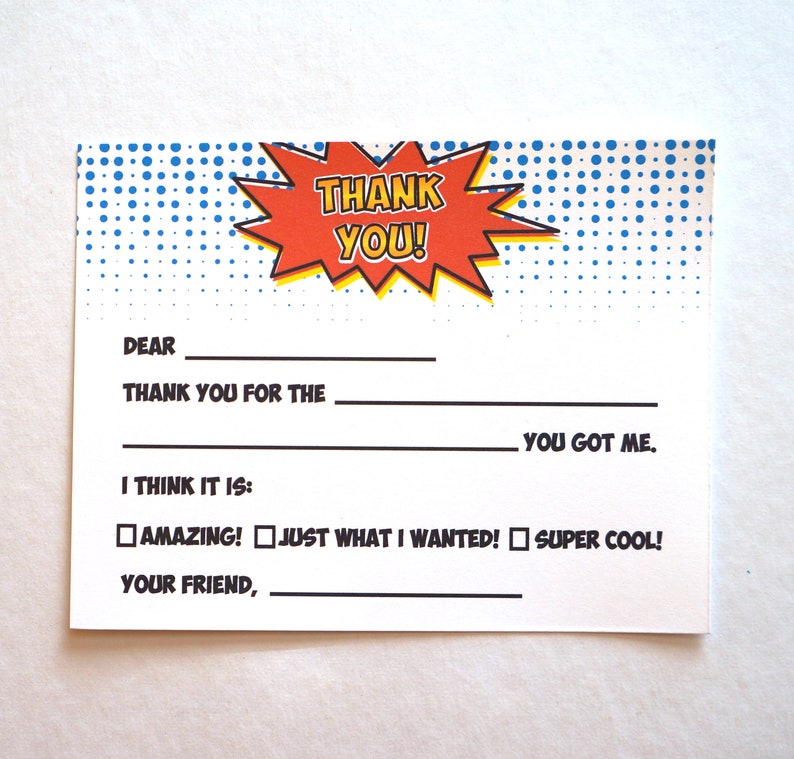 THANK
YOU!
DEAR
THANK YOU FOR THE
YOU GOT ME.
I THINK IT IS:
AMAZING! JUST WHAT I WANTED! SUPER COOL!
YOUR FRIEND,